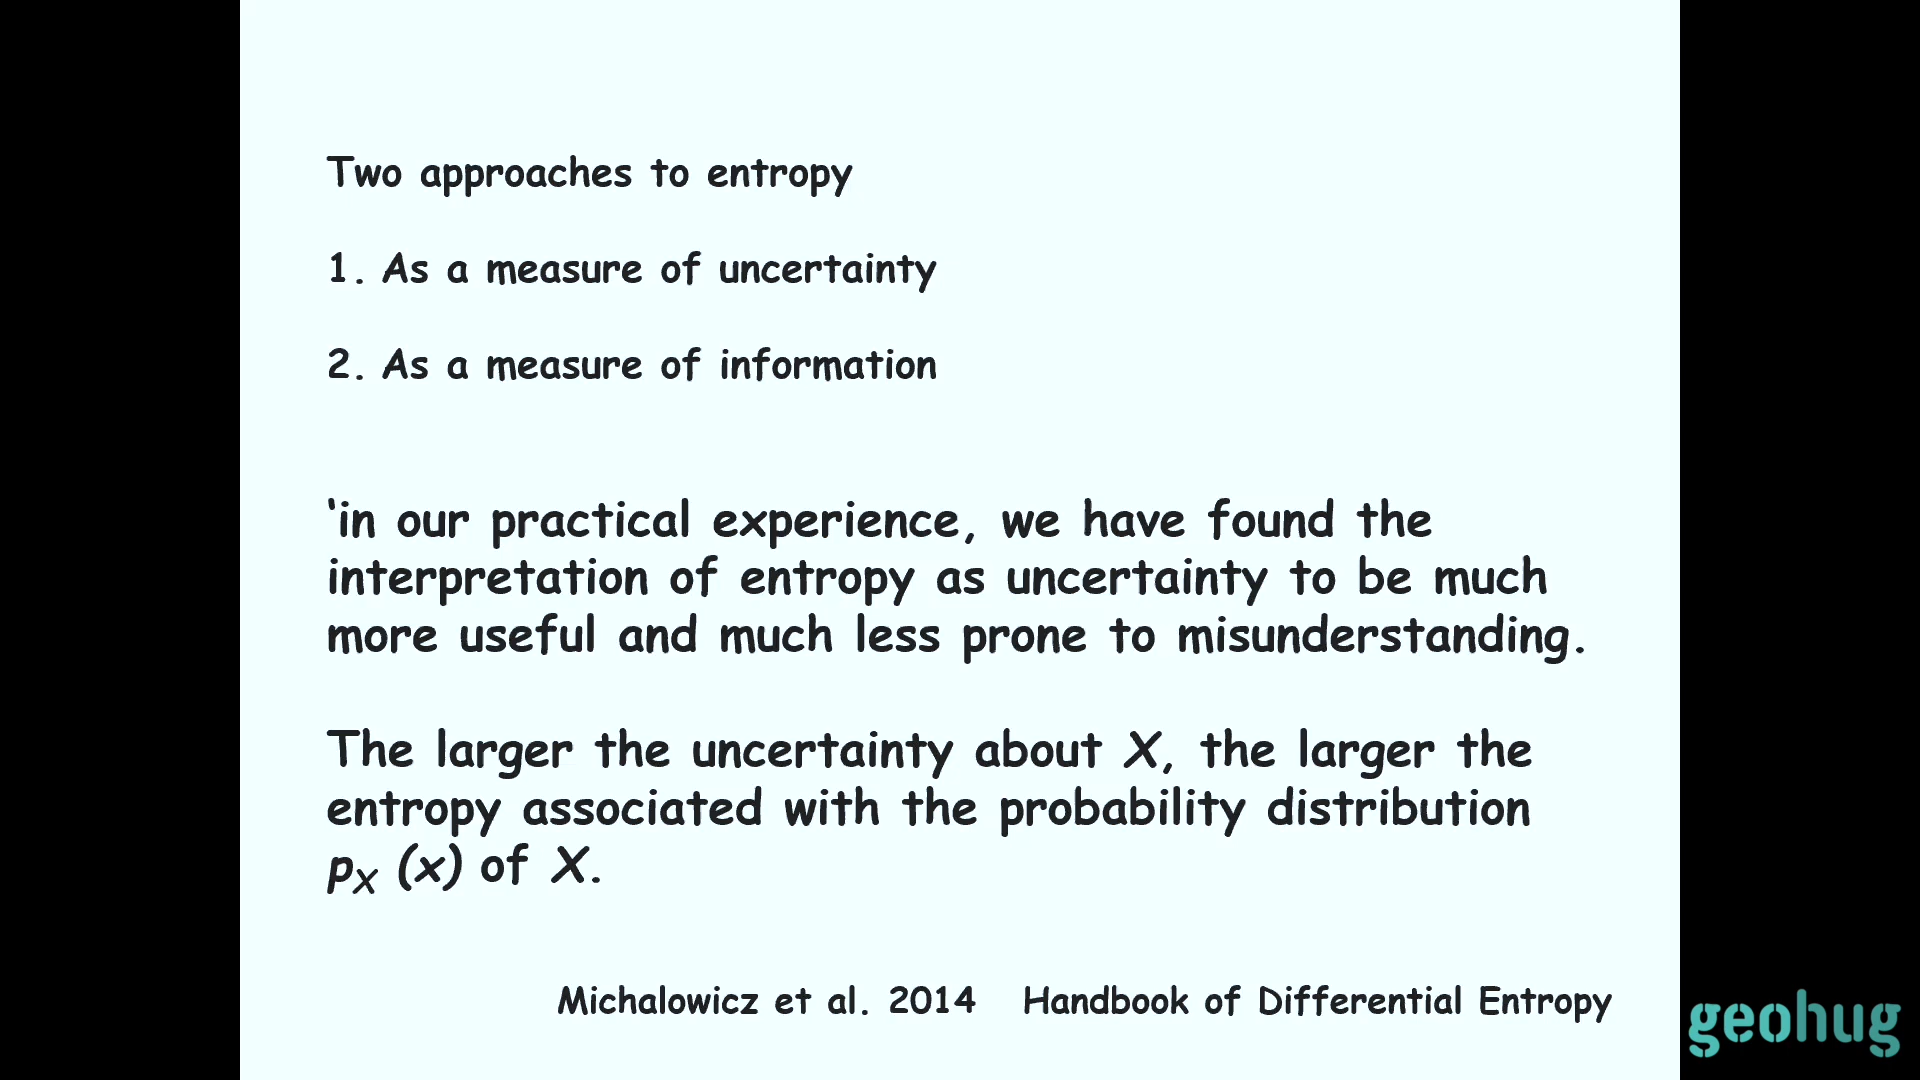 Two approaches to entropy
1. As a measure of uncertainty
2. As a measure of information
‘in our practical experience, we have found the
interpretation of entropy as uncertainty to be much
more useful and much less prone to misunderstanding.
The larger the uncertainty about X, the larger the
entropy associated with the probability distribution
pX (x) of X.
Michalowicz et al. 2014 Handbook of Differential Entropy
geohug